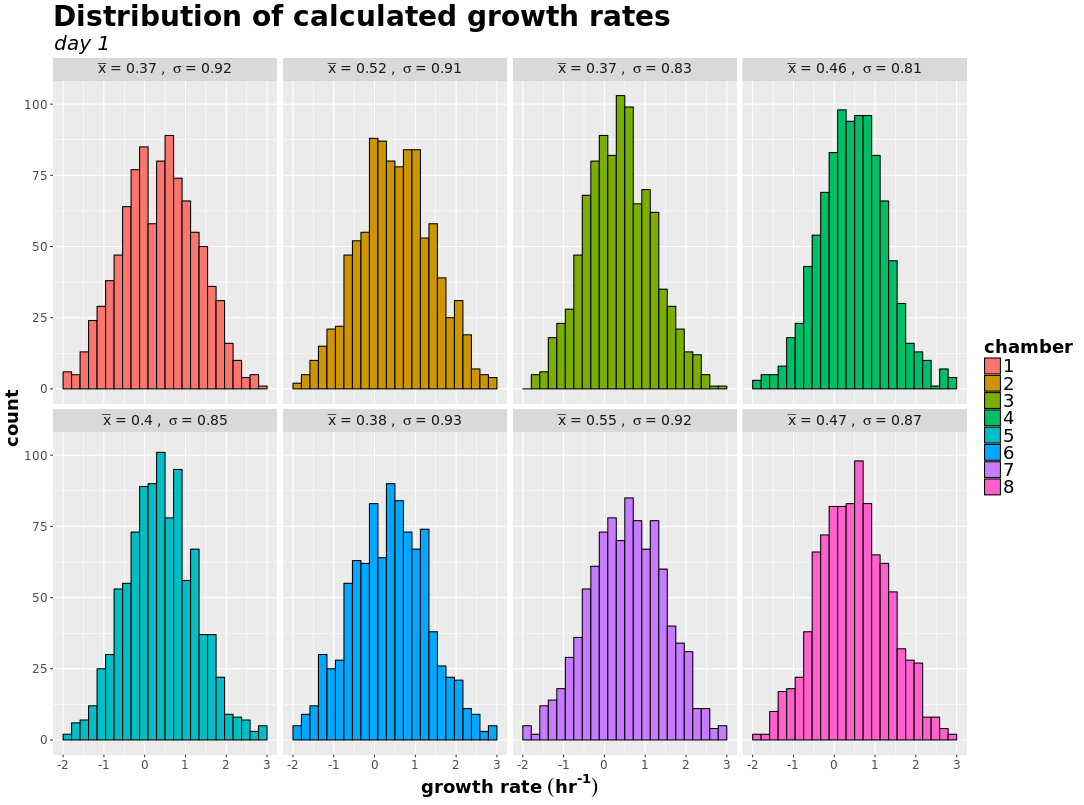 Distribution of calculated growth rates
day 1
x̅ = 0.37 , σ = 0.92
x̅ = 0.52 , σ = 0.91
x̅ = 0.37 , σ = 0.83
x̅ = 0.46 , σ = 0.81
100
75
50
25
0
x̅ = 0.4 , σ = 0.85
x̅ = 0.38 , σ = 0.93
x̅ = 0.55 , σ = 0.92
x̅ = 0.47 , σ = 0.87
100
75
50
25
0
-2 -1 0 1 2 3
-2 -1 0 1 2 3
-2 -1 0 1 2 3
-2 -1 0 1 2 3
count
growth rate (hr⁻¹)
chamber
1
2
3
4
5
6
7
8